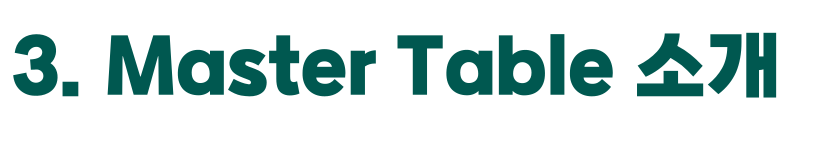 3. Master Table 소개